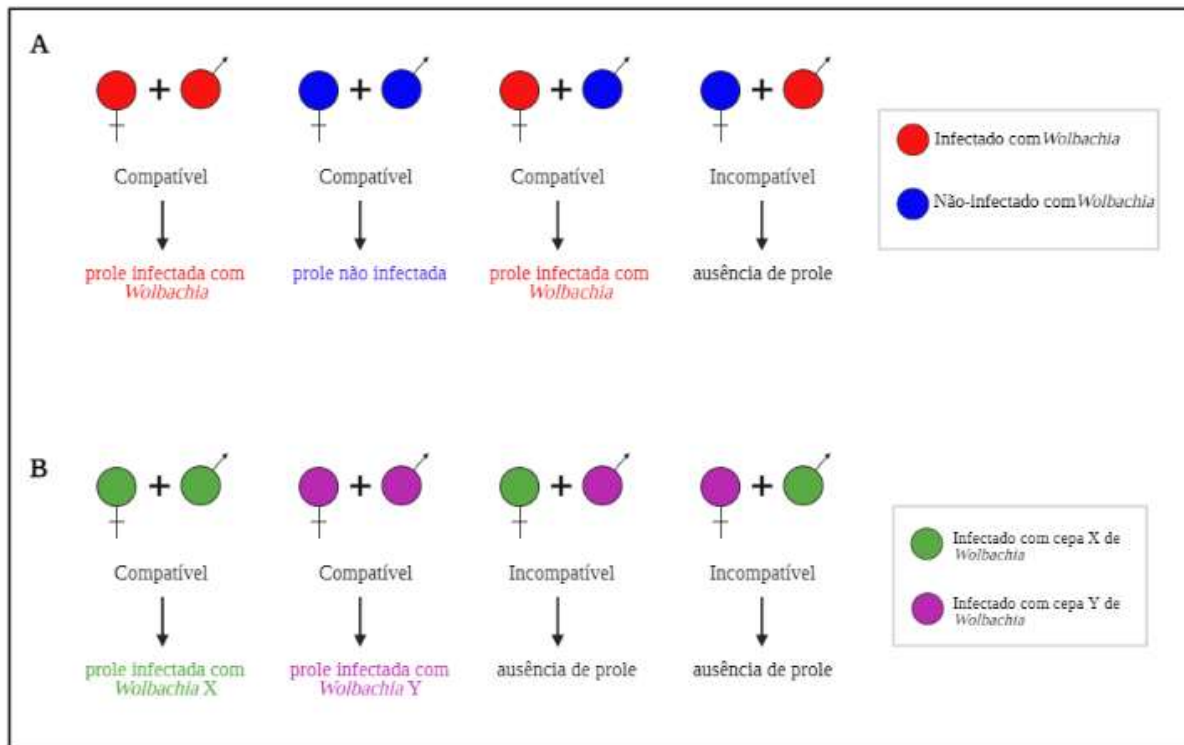 A
+ + + +
Compatível Compatível Compatível Incompatível
prole infectada com prole não infectada prole infectada com ausência de prole
Wolbachia Wolbachia
Infectado com Wolbachia
Não-infectado com Wolbachia
B
+ + + +
Compatível Compatível Incompatível Incompatível
prole infectada com prole infectada com ausência de prole ausência de prole
Wolbachia X Wolbachia Y
Infectado com cepa X de
Wolbachia
Infectado com cepa Y de
Wolbachia